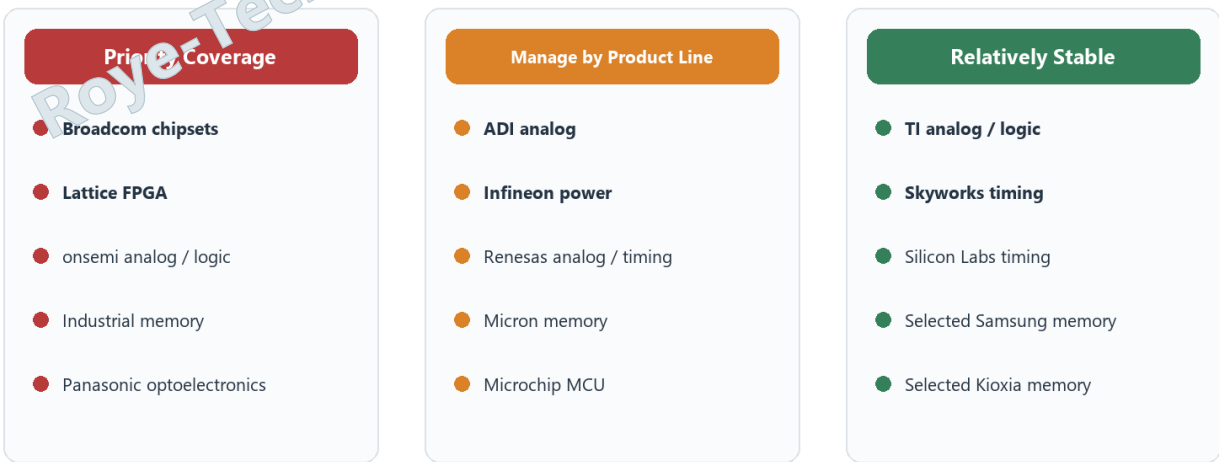 Roye-Tec
Priority Coverage
Broadcom chipsets
Lattice FPGA
onsemi analog / logic
Industrial memory
Panasonic optoelectronics
Manage by Product Line
ADI analog
Infineon power
Renesas analog / timing
Micron memory
Microchip MCU
Relatively Stable
TI analog / logic
Skyworks timing
Silicon Labs timing
Selected Samsung memory
Selected Kioxia memory